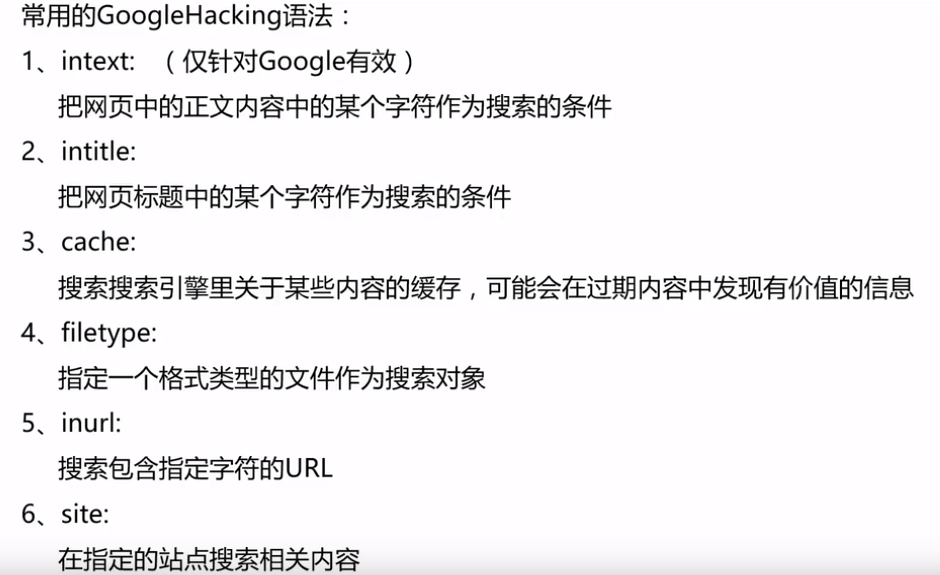 常用的GoogleHacking语法：
1、intext: （仅针对Google有效）
把网页中的正文内容中的某个字符作为搜索的条件
2、intitle:
把网页标题中的某个字符作为搜索的条件
3、cache:
搜索搜索引擎里关于某些内容的缓存，可能会在过期内容中发现有价值的信息
4、filetype:
指定一个格式类型的文件作为搜索对象
5、inurl:
搜索包含指定字符的URL
6、site:
在指定的站点搜索相关内容